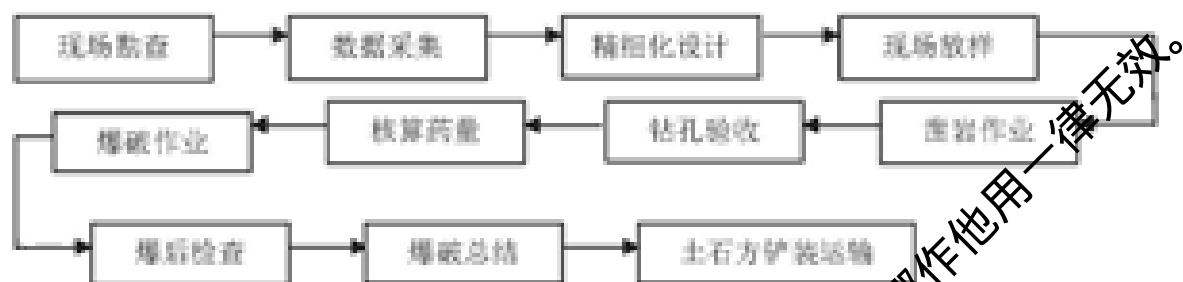 现场勘查 数据采集 精细化设计 现场放样
爆破作业 核算药量 钻孔验收 凿岩作业
爆后检查 爆破总结 土石方铲装运输
作他用一律无效。